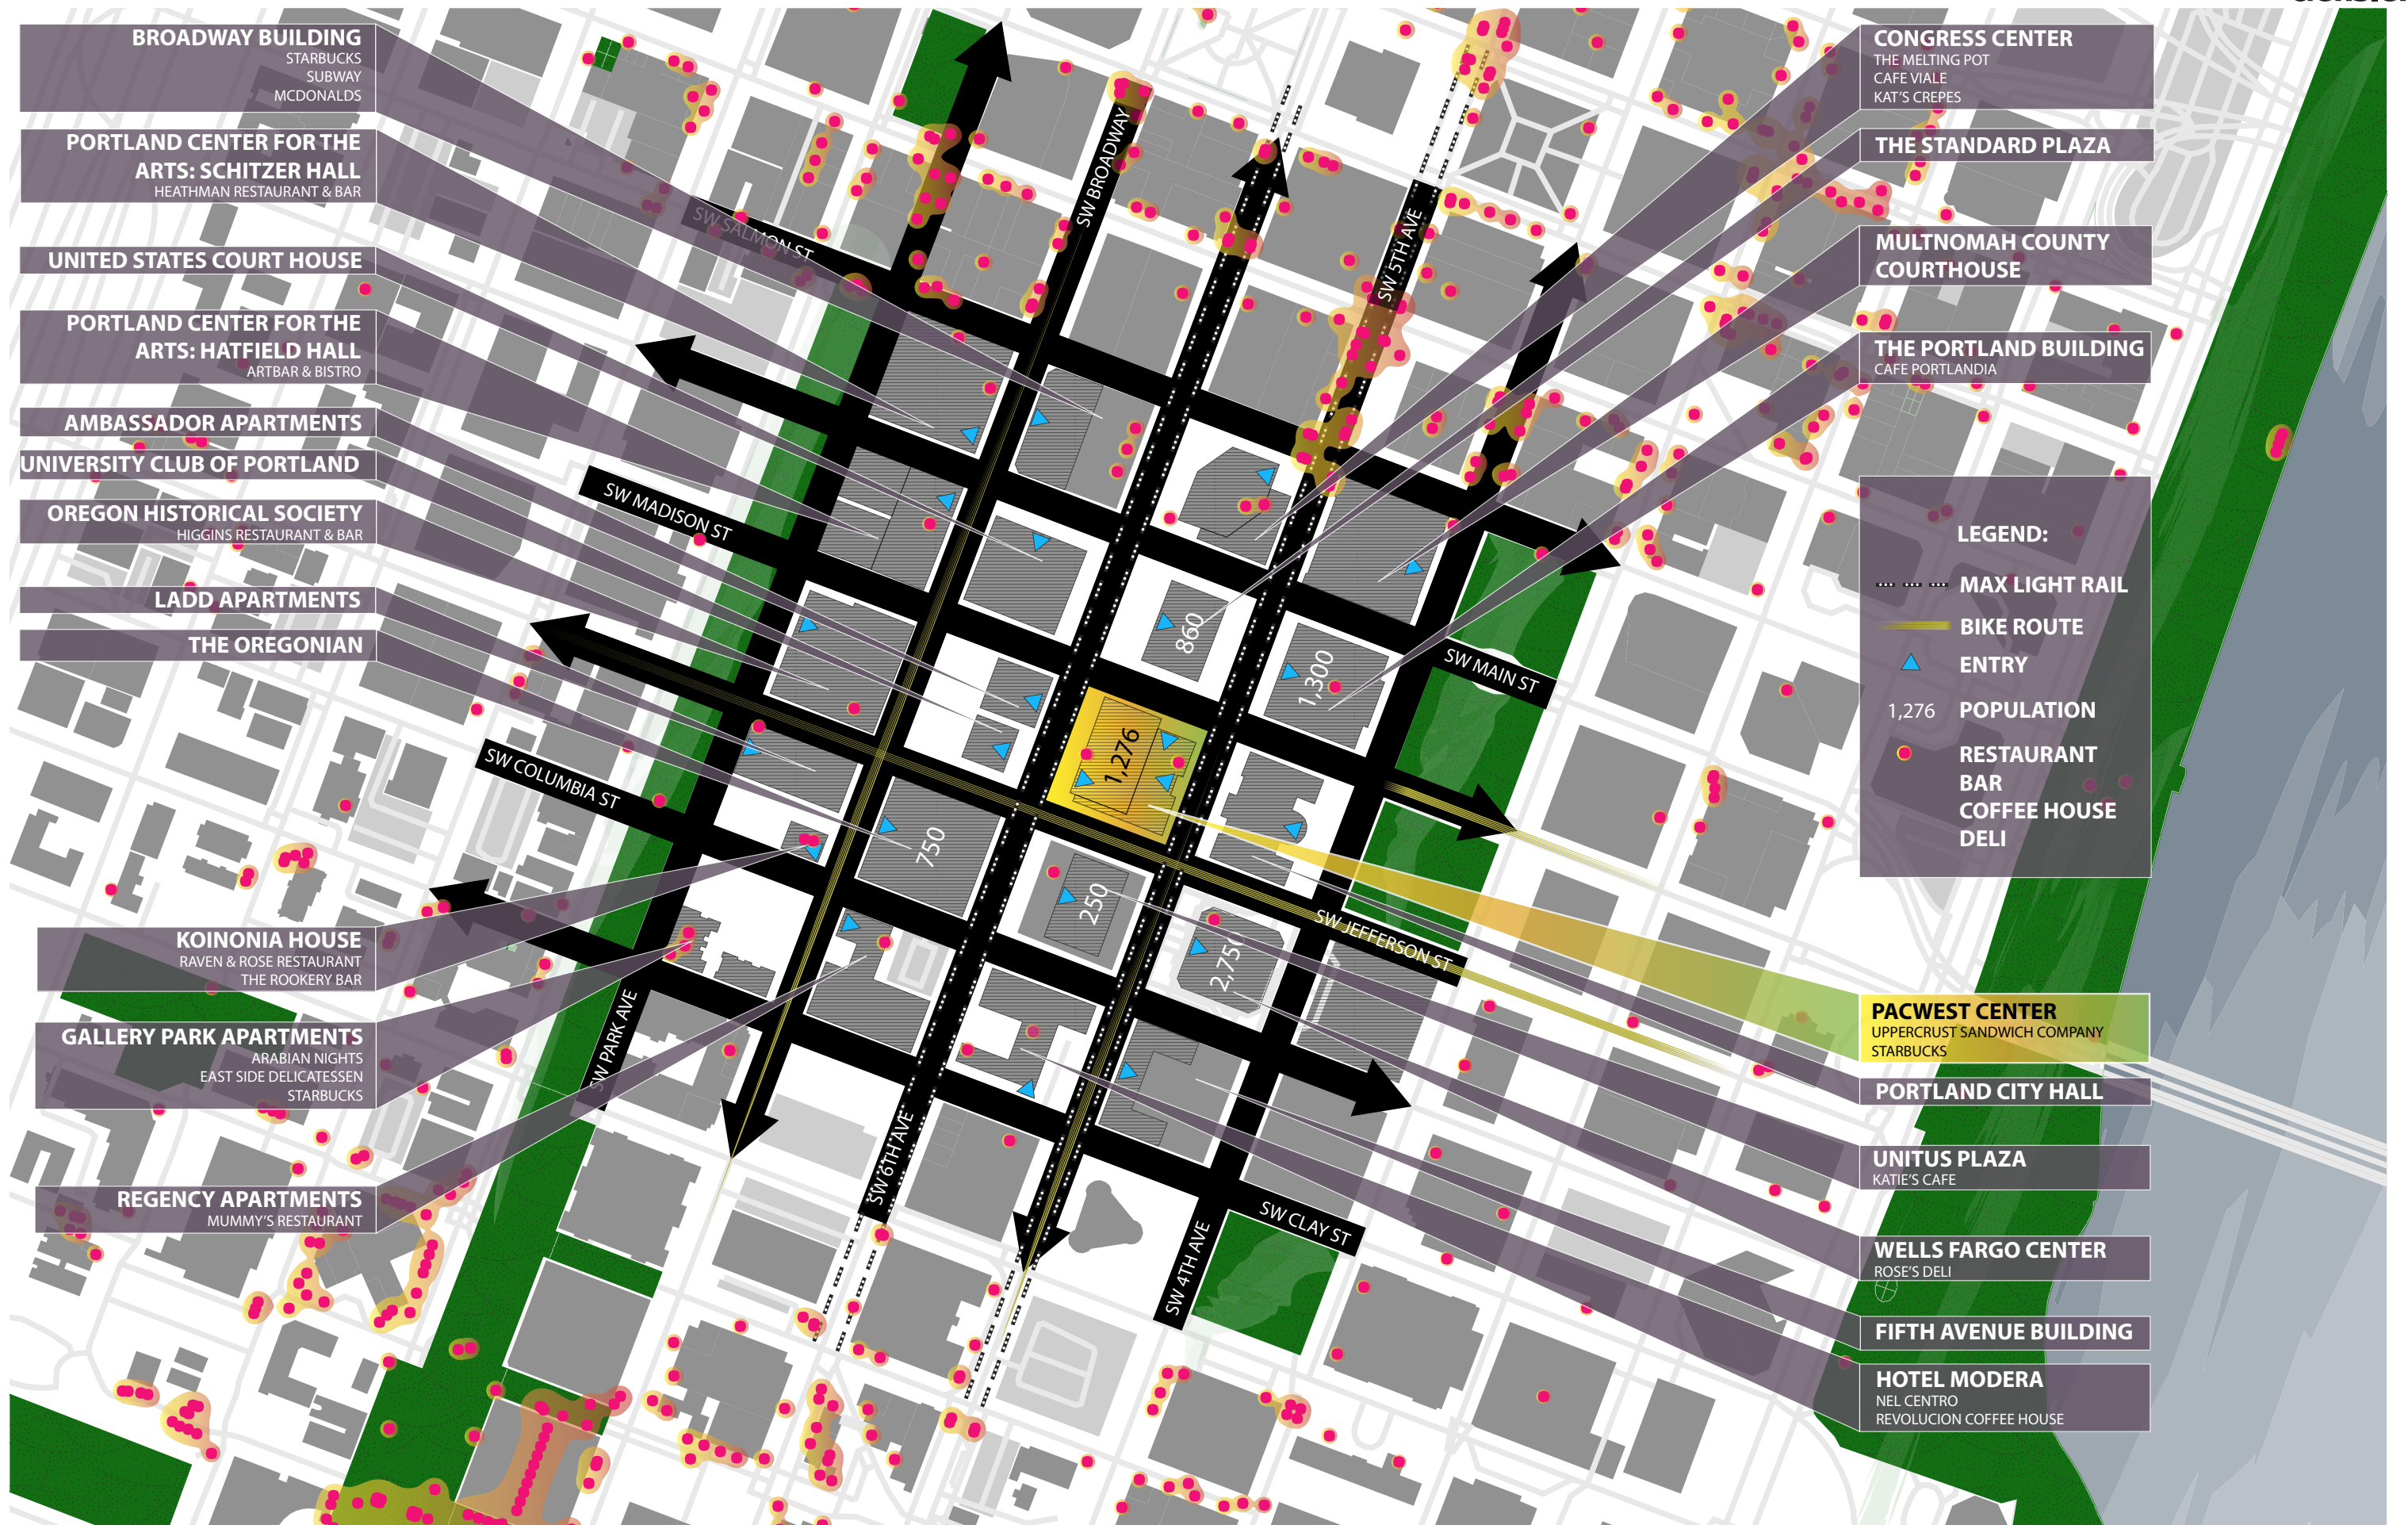 BROADWAY BUILDING
STARBUCKS
SUBWAY
MCDONALDS
PORTLAND CENTER FOR THE
ARTS: SCHITZER HALL
HEATHMAN RESTAURANT & BAR
UNITED STATES COURT HOUSE
PORTLAND CENTER FOR THE
ARTS: HATFIELD HALL
ARTBAR & BISTRO
AMBASSADOR APARTMENTS
UNIVERSITY CLUB OF PORTLAND
OREGON HISTORICAL SOCIETY
HIGGINS RESTAURANT & BAR
LADD APARTMENTS
THE OREGONIAN
KOINONIA HOUSE
RAVEN & ROSE RESTAURANT
THE ROOKERY BAR
GALLERY PARK APARTMENTS
ARABIAN NIGHTS
EAST SIDE DELICATESSEN
STARBUCKS
REGENCY APARTMENTS
MUMMY'S RESTAURANT
SW SALMON ST
SW BROADWAY
SW 5TH AVE
SW MADISON ST
SW MAIN ST
SW COLUMBIA ST
SW JEFFERSON ST
SW PARK AVE
SW 6TH AVE
SW 4TH AVE
SW CLAY ST
860
1,300
1,276
750
250
2,750
CONGRESS CENTER
THE MELTING POT
CAFE VIALE
KAT'S CREPES
THE STANDARD PLAZA
MULTNOMAH COUNTY
COURTHOUSE
THE PORTLAND BUILDING
CAFE PORTLANDIA
LEGEND:
MAX LIGHT RAIL
BIKE ROUTE
ENTRY
1,276 POPULATION
RESTAURANT
BAR
COFFEE HOUSE
DELI
PACWEST CENTER
UPPERCRUST SANDWICH COMPANY
STARBUCKS
PORTLAND CITY HALL
UNITUS PLAZA
KATIE'S CAFE
WELLS FARGO CENTER
ROSE'S DELI
FIFTH AVENUE BUILDING
HOTEL MODERA
NEL CENTRO
REVOLUCION COFFEE HOUSE